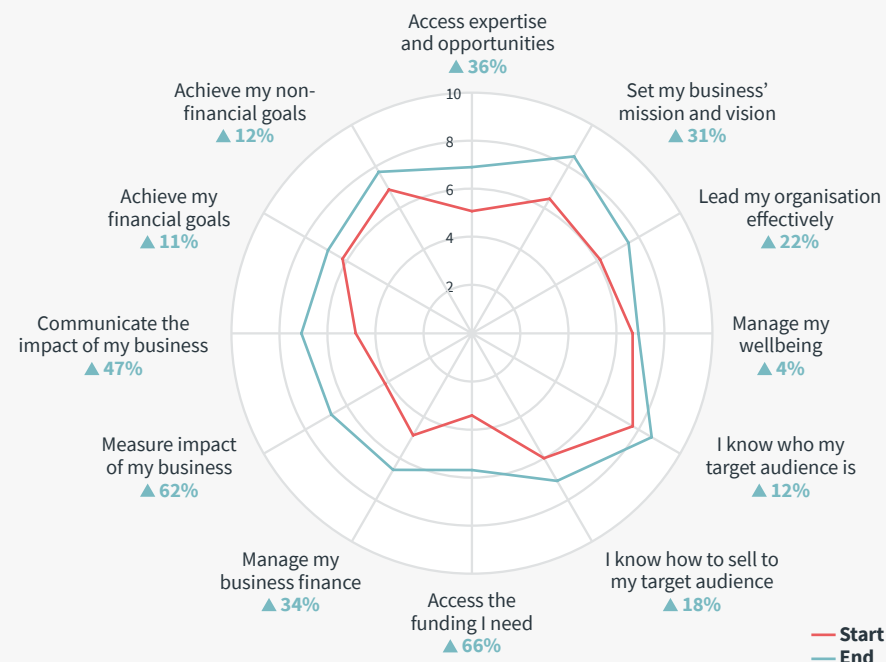 Access expertise
and opportunities
▲ 36%
Set my business’
mission and vision
▲ 31%
Lead my organisation
effectively
▲ 22%
Manage my
wellbeing
▲ 4%
I know who my
target audience is
▲ 12%
I know how to sell to
my target audience
▲ 18%
Access the
funding I need
▲ 66%
Manage my
business finance
▲ 34%
Measure impact
of my business
▲ 62%
Communicate the
impact of my business
▲ 47%
Achieve my
financial goals
▲ 11%
Achieve my non-
financial goals
▲ 12%
10
8
6
4
2
Start
End